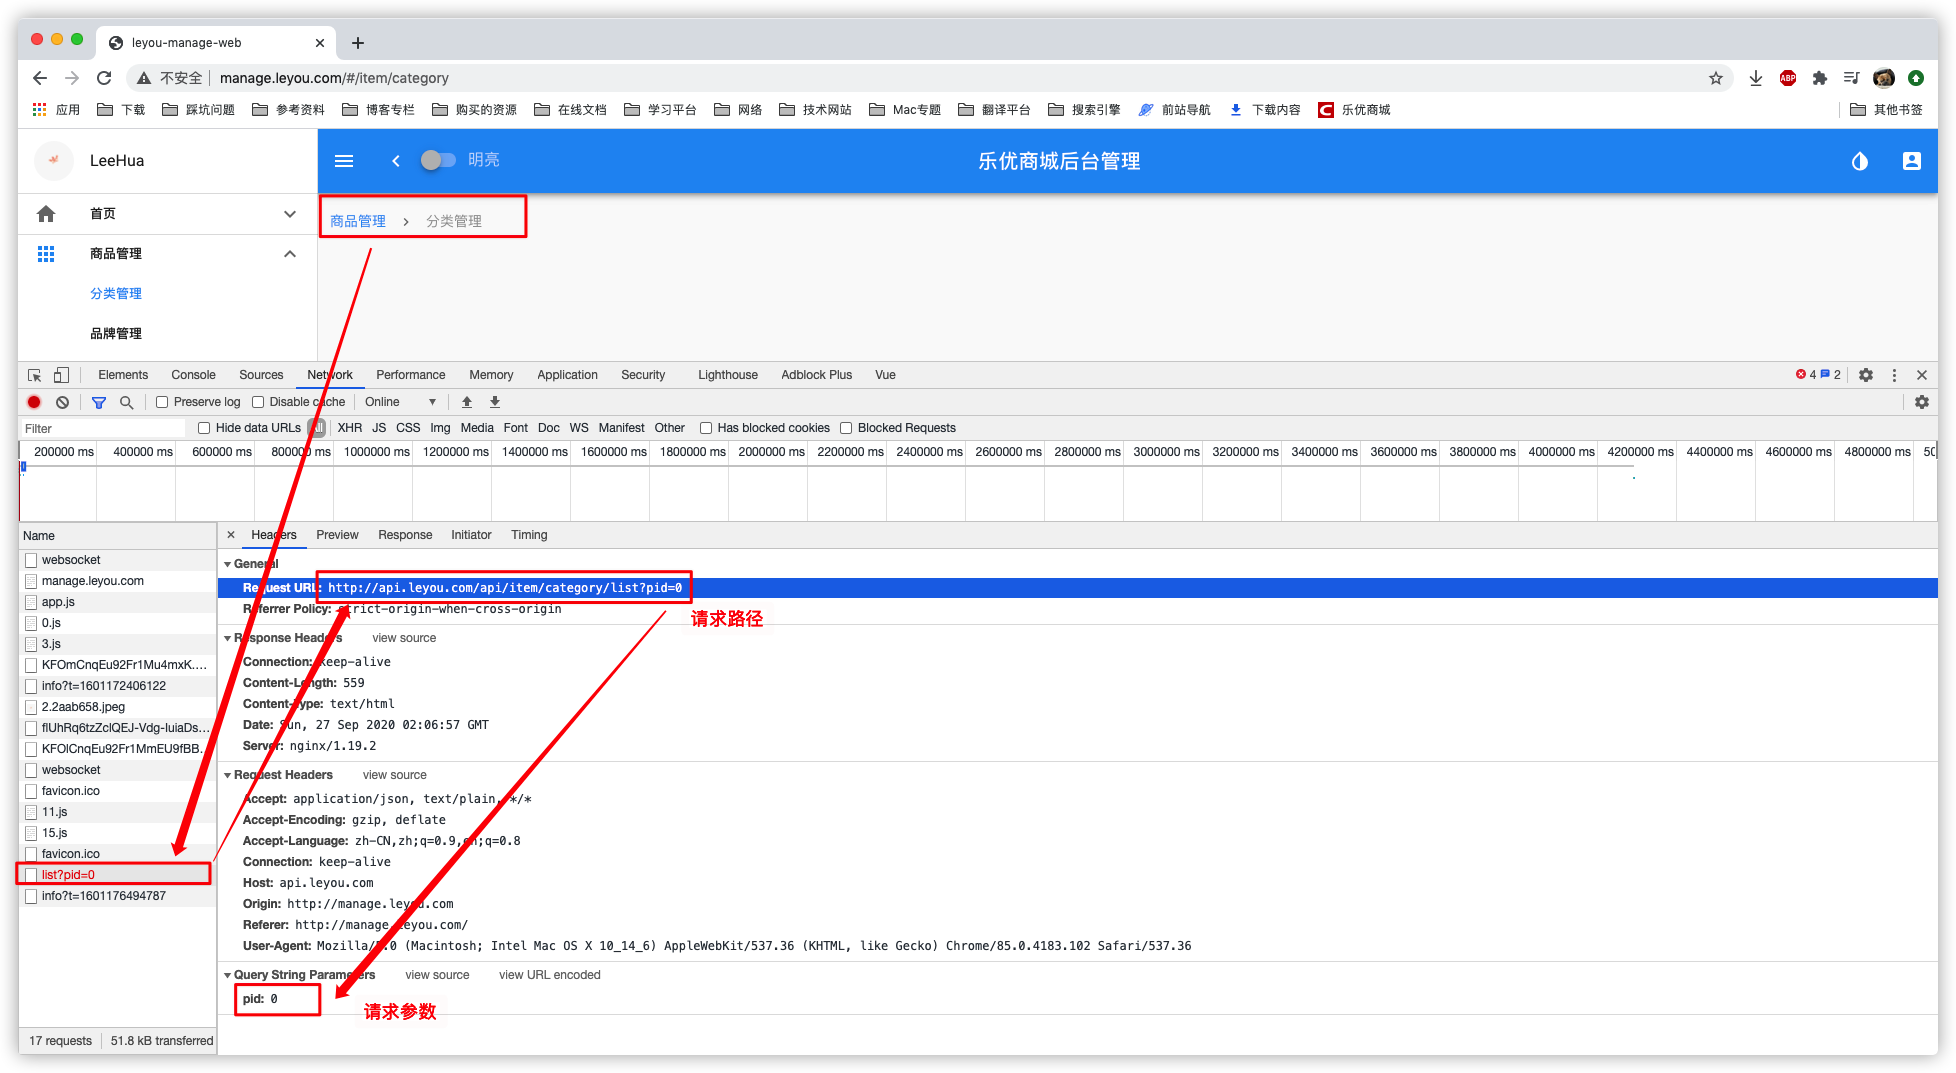 leyou-manage-web
不安全 manage.leyou.com/#/item/category
应用 下载 踩坑问题 参考资料 博客专栏 购买的资源 在线文档 学习平台 网络 技术网站 Mac专题 翻译平台 搜索引擎 前站导航 下载内容 乐优商城 其他书签
LeeHua 明亮 乐优商城后台管理
首页
商品管理 分类管理
商品管理
分类管理
品牌管理
Elements Console Sources Network Performance Memory Application Security Lighthouse Adblock Plus Vue 4 2
Preserve log Disable cache Online
Filter Hide data URLs XHR JS CSS Img Media Font Doc WS Manifest Other Has blocked cookies Blocked Requests
200000 ms 400000 ms 600000 ms 800000 ms 1000000 ms 1200000 ms 1400000 ms 1600000 ms 1800000 ms 2000000 ms 2200000 ms 2400000 ms 2600000 ms 2800000 ms 3000000 ms 3200000 ms 3400000 ms 3600000 ms 3800000 ms 4000000 ms 4200000 ms 4400000 ms 4600000 ms 4800000 ms
Name
websocket
manage.leyou.com
app.js
0.js
3.js
KFOmCnqEu92Fr1Mu4mxK....
info?t=1601172406122
2.2aab658.jpeg
flUhRq6tzZclQEJ-Vdg-IuiaDs...
KFOlCnqEu92Fr1MmEU9fBB...
websocket
favicon.ico
11.js
15.js
favicon.ico
list?pid=0
info?t=1601176494787
17 requests 51.8 kB transferred
Headers Preview Response Initiator Timing
General
Request URL: http://api.leyou.com/api/item/category/list?pid=0
Referrer Policy: strict-origin-when-cross-origin
请求路径
Response Headers view source
Connection: keep-alive
Content-Length: 559
Content-Type: text/html
Date: Sun, 27 Sep 2020 02:06:57 GMT
Server: nginx/1.19.2
Request Headers view source
Accept: application/json, text/plain, */*
Accept-Encoding: gzip, deflate
Accept-Language: zh-CN,zh;q=0.9,en;q=0.8
Connection: keep-alive
Host: api.leyou.com
Origin: http://manage.leyou.com
Referer: http://manage.leyou.com/
User-Agent: Mozilla/5.0 (Macintosh; Intel Mac OS X 10_14_6) AppleWebKit/537.36 (KHTML, like Gecko) Chrome/85.0.4183.102 Safari/537.36
Query String Parameters view source view URL encoded
pid: 0
请求参数